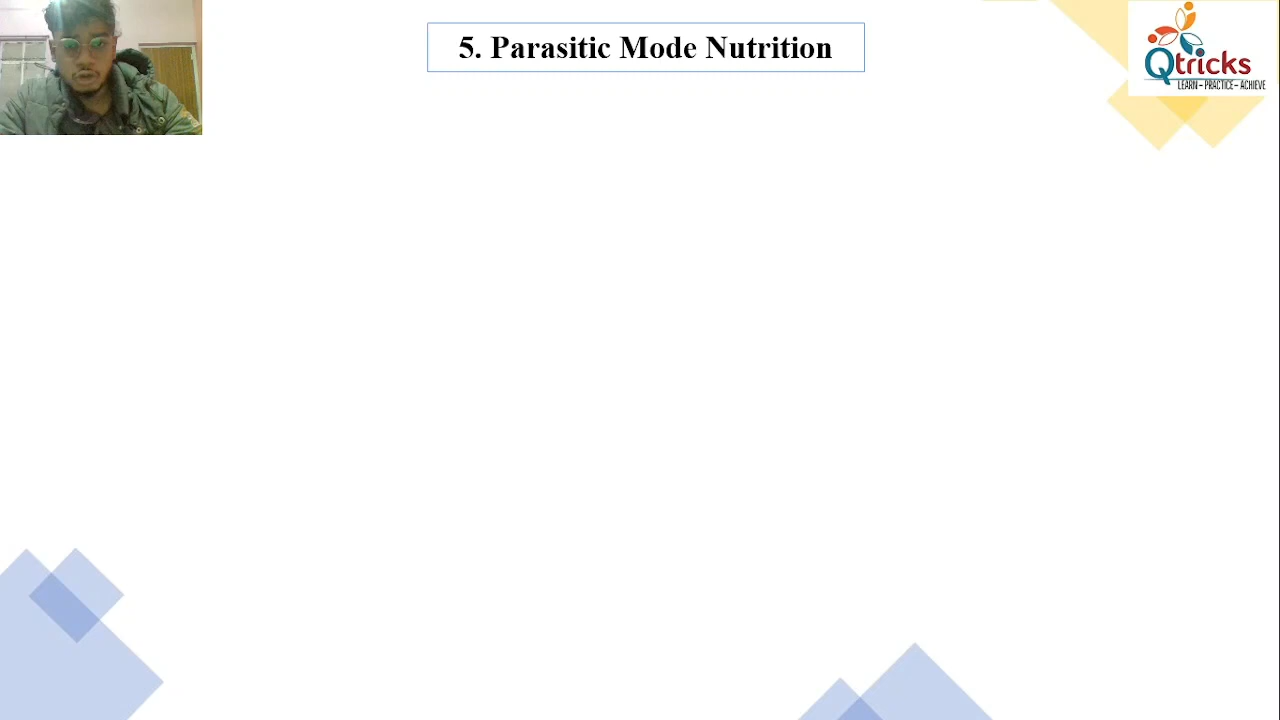 5. Parasitic Mode Nutrition
Qtricks
LEARN – PRACTICE – ACHIEVE